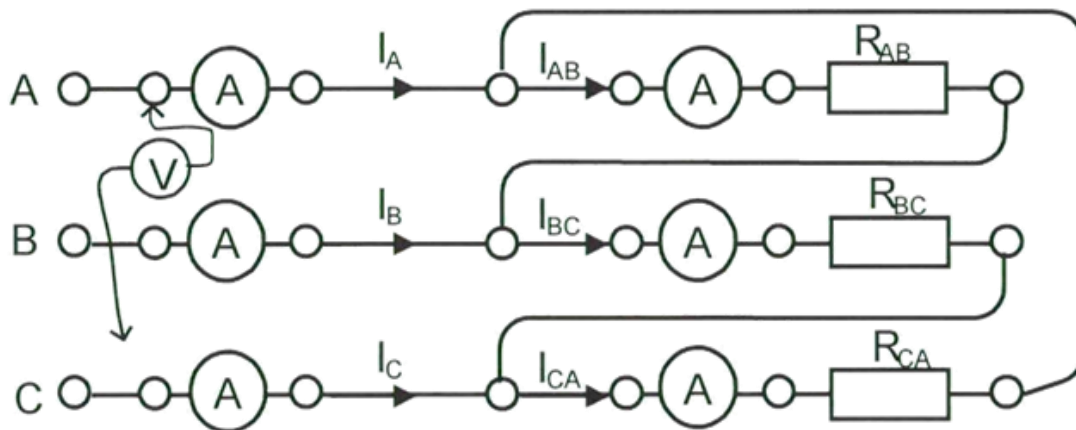 A A I_A I_AB A R_AB
V
B A I_B I_BC A R_BC
C A I_C I_CA A R_CA